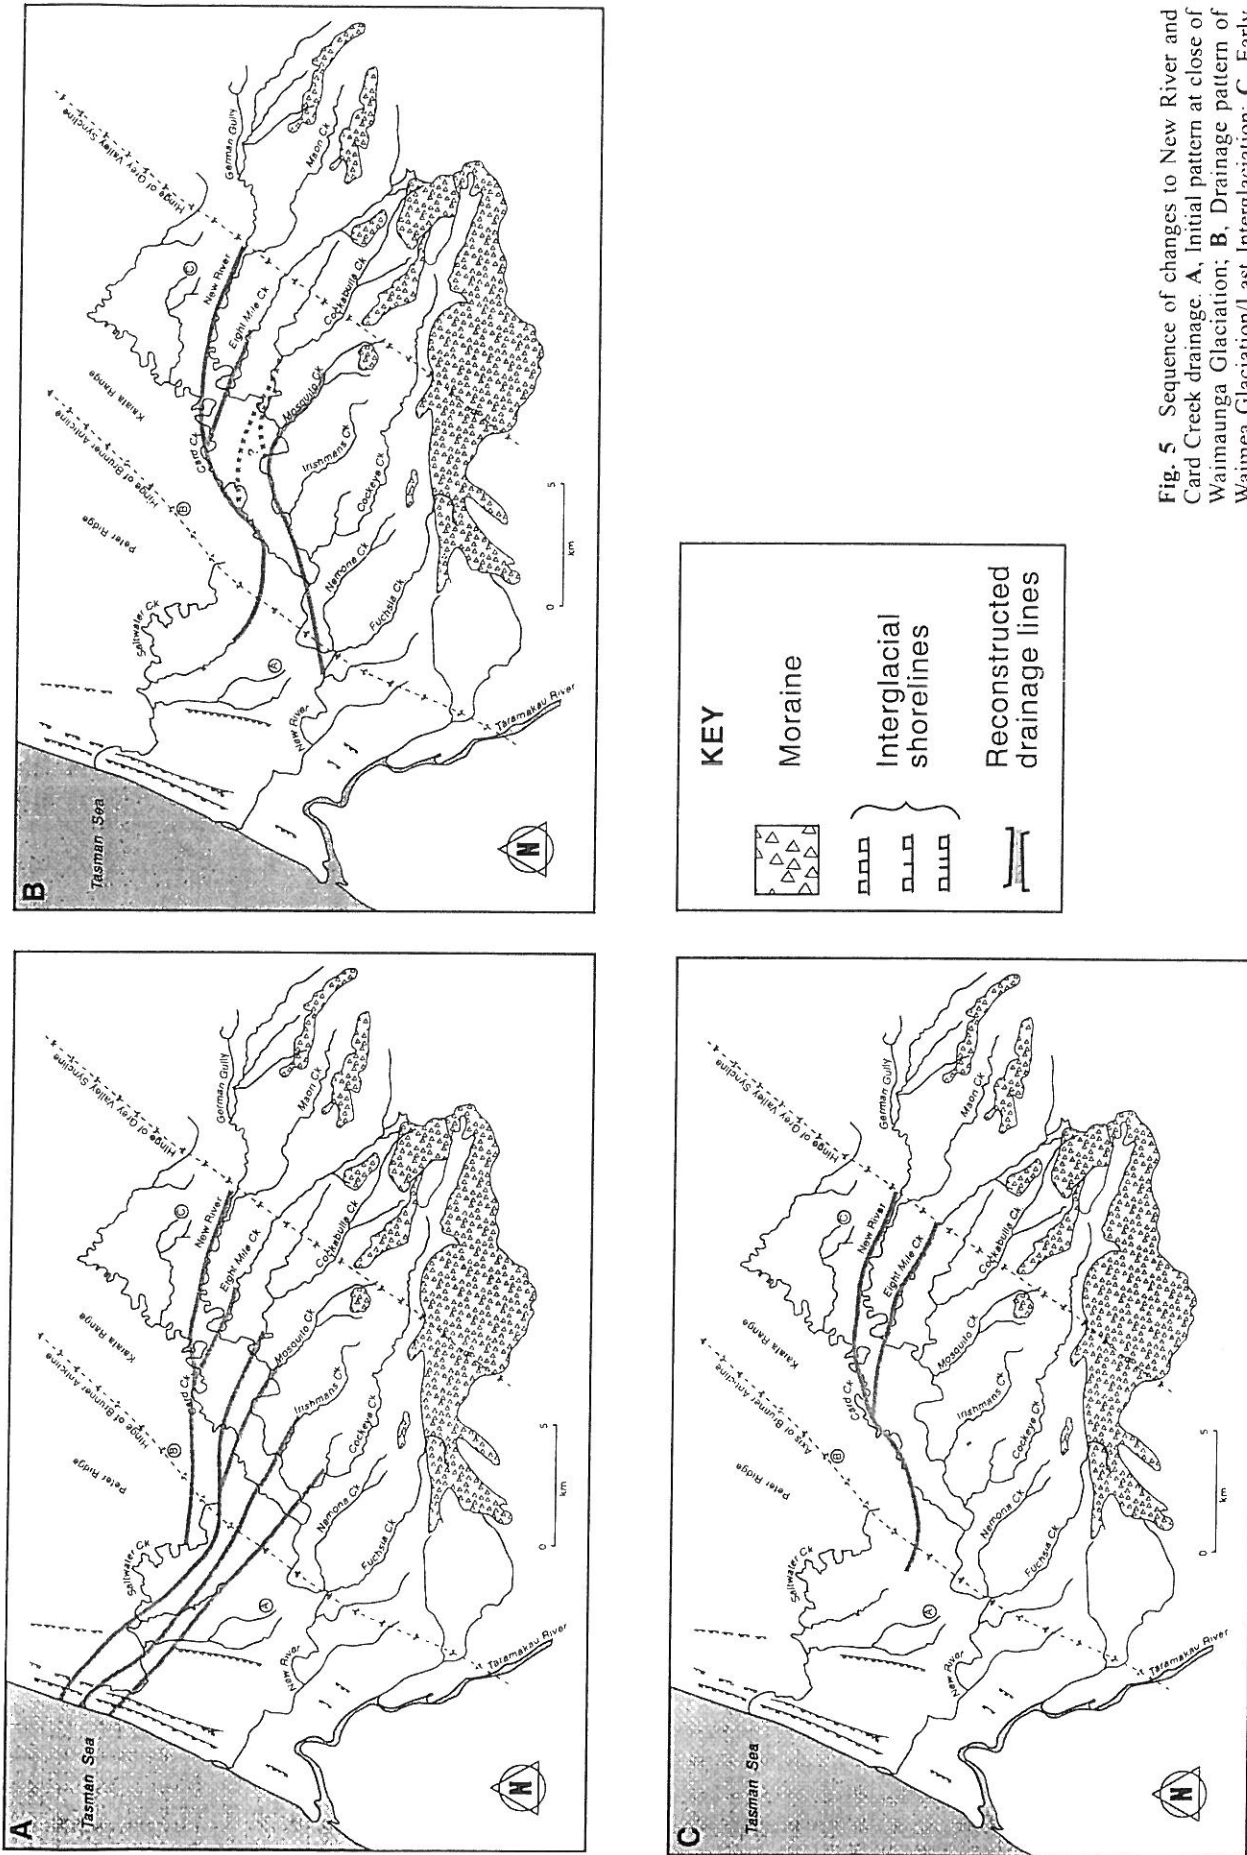 A
Tasman Sea
Saltwater Ck
Peter Ridge
Hinge of Brunner Anticline
Kaiata Range
Hinge of Grey Valley Syncline
German Gully
Maon Ck
New River
Card Ck
Eight Mile Ck
Cockabulla Ck
Mosquito Ck
Irishmans Ck
Cockeye Ck
Nemona Ck
Fuchsia Ck
New River
Taramakau River
A
B
C
N
0 5
km
B
Tasman Sea
Saltwater Ck
Peter Ridge
Hinge of Brunner Anticline
Kaiata Range
Hinge of Grey Valley Syncline
German Gully
Maon Ck
New River
Card Ck
Eight Mile Ck
Cockabulla Ck
Mosquito Ck
?
Irishmans Ck
Cockeye Ck
Nemona Ck
Fuchsia Ck
New River
Taramakau River
A
B
C
N
0 5
km
C
Tasman Sea
Saltwater Ck
Peter Ridge
Axis of Brunner Anticline
Kaiata Range
Hinge of Grey Valley Syncline
German Gully
Maon Ck
New River
Card Ck
Eight Mile Ck
Cockabulla Ck
Mosquito Ck
Irishmans Ck
Cockeye Ck
Nemona Ck
Fuchsia Ck
New River
Taramakau River
A
B
C
N
0 5
km
KEY
Moraine
Interglacial
shorelines
Reconstructed
drainage lines
Fig. 5 Sequence of changes to New River and
Card Creek drainage. A, Initial pattern at close of
Waimaunga Glaciation; B, Drainage pattern of
Waimea Glaciation/Last Interglaciation; C, Early